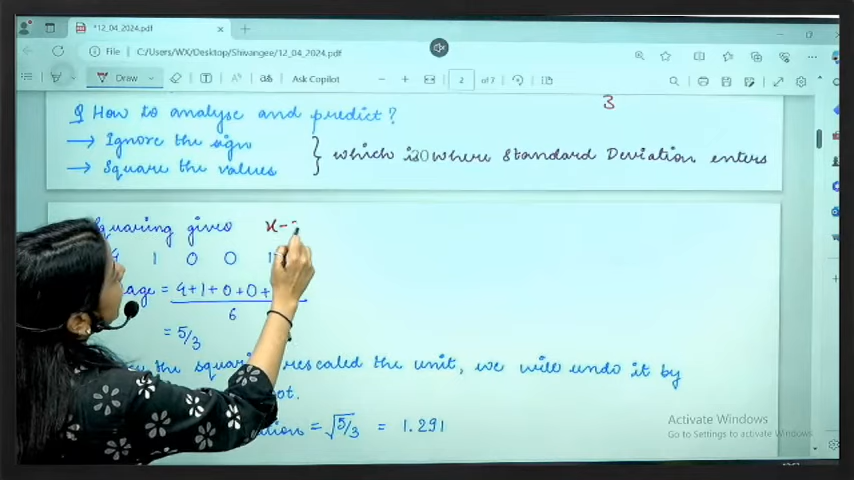 *12_04_2024.pdf
File C:/Users/WX/Desktop/Shivangee/12_04_2024.pdf
Draw Ask Copilot 2 of 7
3
Q How to analyse and predict?
→ Ignore the sign
→ Square the values } which is where Standard Deviation enters
squaring gives x-
1 0 0 1
= 4+1+0+0+
6
= 5/3
the rescaled the unit, we will undo it by
= √5/3 = 1.291
Activate Windows
Go to Settings to activate Windows.